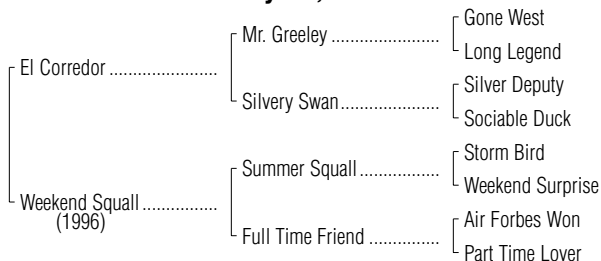 Gone West
Mr. Greeley
Long Legend
El Corredor
Silver Deputy
Silvery Swan
Sociable Duck
Storm Bird
Summer Squall
Weekend Surprise
Weekend Squall
(1996)
Air Forbes Won
Full Time Friend
Part Time Lover